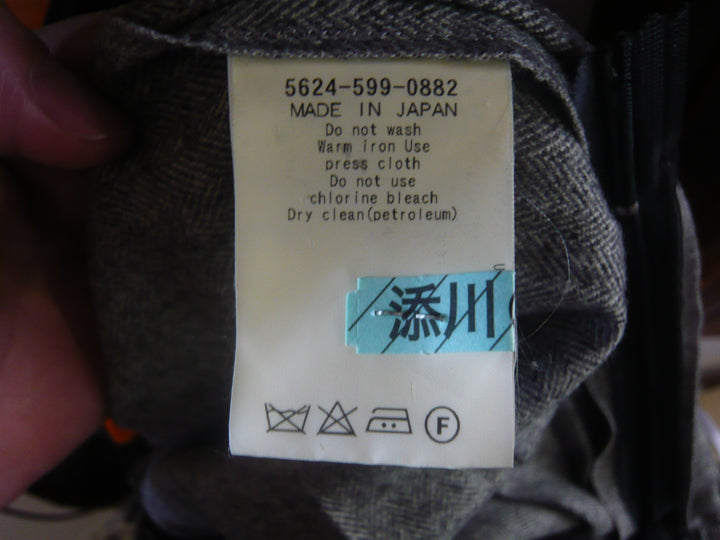 5624-599-0882
MADE IN JAPAN
Do not wash
Warm iron Use
press cloth
Do not use
chlorine bleach
Dry clean(petroleum)
添川
F